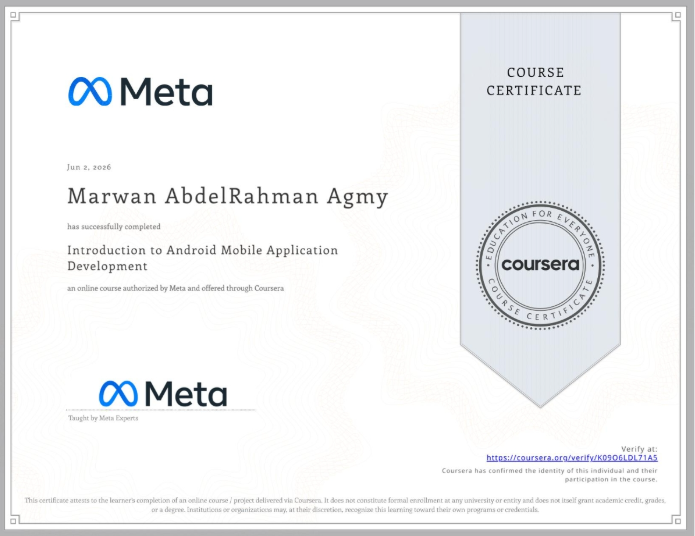 Meta
COURSE
CERTIFICATE
Jun 2, 2026
Marwan AbdelRahman Agmy
has successfully completed
Introduction to Android Mobile Application
Development
an online course authorized by Meta and offered through Coursera
EDUCATION FOR EVERYONE
coursera
COURSE CERTIFICATE
Meta
Taught by Meta Experts
Verify at:
https://coursera.org/verify/K09O6LDL71A5
Coursera has confirmed the identity of this individual and their
participation in the course.
This certificate attests to the learner's completion of an online course / project delivered via Coursera. It does not constitute formal enrollment at any university or entity and does not itself grant academic credit, grades,
or a degree. Institutions or organizations may, at their discretion, recognize this learning toward their own programs or credentials.